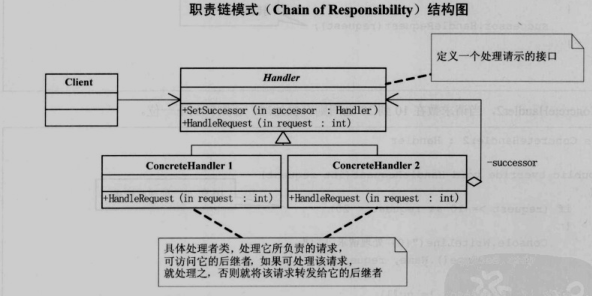 职责链模式（Chain of Responsibility）结构图
定义一个处理请示的接口
Client
Handler
+SetSuccessor (in successor : Handler)
+HandleRequest (in request : int)
ConcreteHandler 1
+HandleRequest (in request : int)
ConcreteHandler 2
+HandleRequest (in request : int)
-successor
具体处理者类，处理它所负责的请求，
可访问它的后继者，如果可处理该请求，
就处理之，否则就将该请求转发给它的后继者